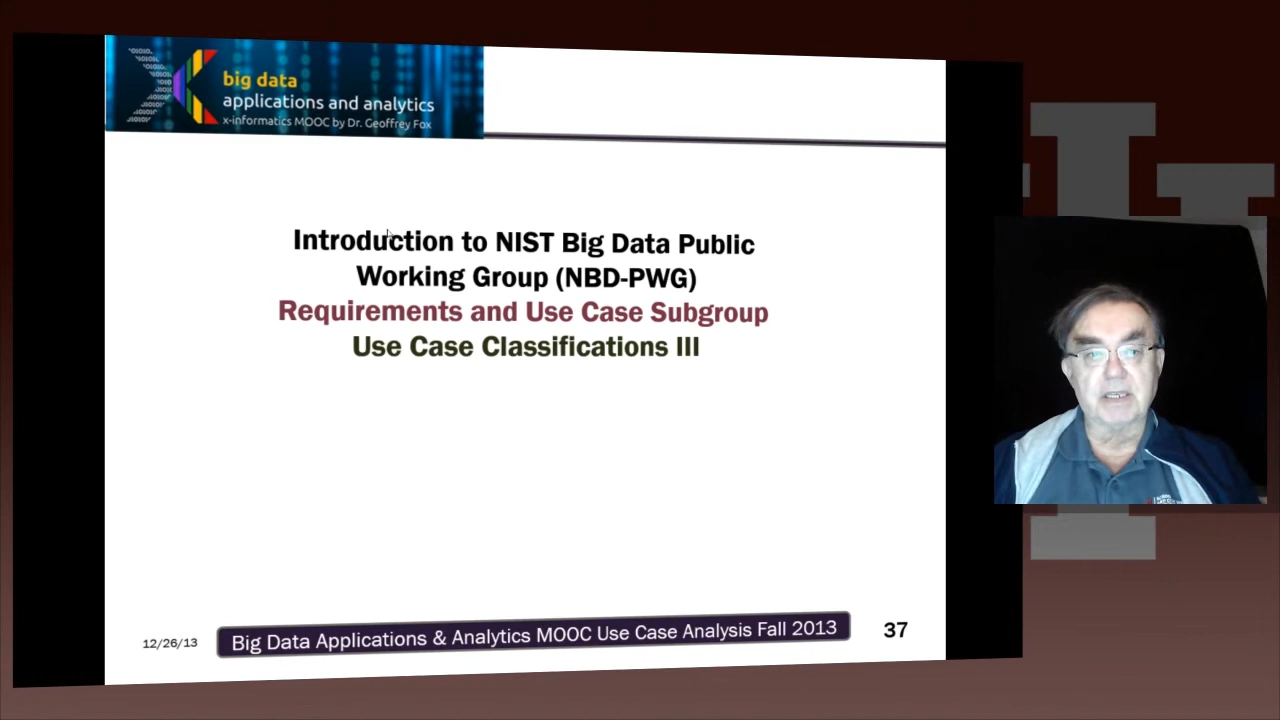 big data
applications and analytics
x-informatics MOOC by Dr. Geoffrey Fox
Introduction to NIST Big Data Public
Working Group (NBD-PWG)
Requirements and Use Case Subgroup
Use Case Classifications III
12/26/13
Big Data Applications & Analytics MOOC Use Case Analysis Fall 2013
37